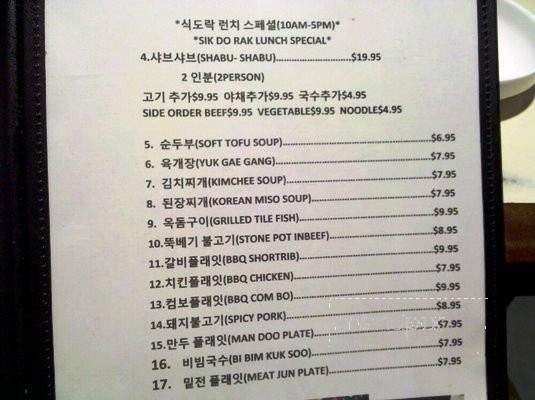 *식도락 런치 스페셜(10AM-5PM)*
*SIK DO RAK LUNCH SPECIAL*
4.샤브샤브(SHABU- SHABU)..........................$19.95
2 인분(2PERSON)
고기 추가$9.95 야채추가$9.95 국수추가$4.95
SIDE ORDER BEEF$9.95 VEGETABLE$9.95 NOODLE$4.95
5. 순두부(SOFT TOFU SOUP)..................................................$6.95
6. 육개장(YUK GAE GANG)..................................................$7.95
7. 김치찌개(KIMCHEE SOUP)..................................................$7.95
8. 된장찌개(KOREAN MISO SOUP)..........................................$7.95
9. 옥돔구이(GRILLED TILE FISH)..........................................$9.95
10.뚝베기 불고기(STONE POT INBEEF)..................................$8.95
11.갈비플래잇(BBQ SHORTRIB)..........................................$9.95
12.치킨플래잇(BBQ CHICKEN)..........................................$7.95
13.컴보플래잇(BBQ COM BO)..........................................$9.95
14.돼지불고기(SPICY PORK)..........................................$8.95
15.만두 플래잇(MAN DOO PLATE)..................................$7.95
16. 비빔국수(BI BIM KUK SOO)..................................$7.95
17. 밀전 플래잇(MEAT JUN PLATE)..................................$7.95